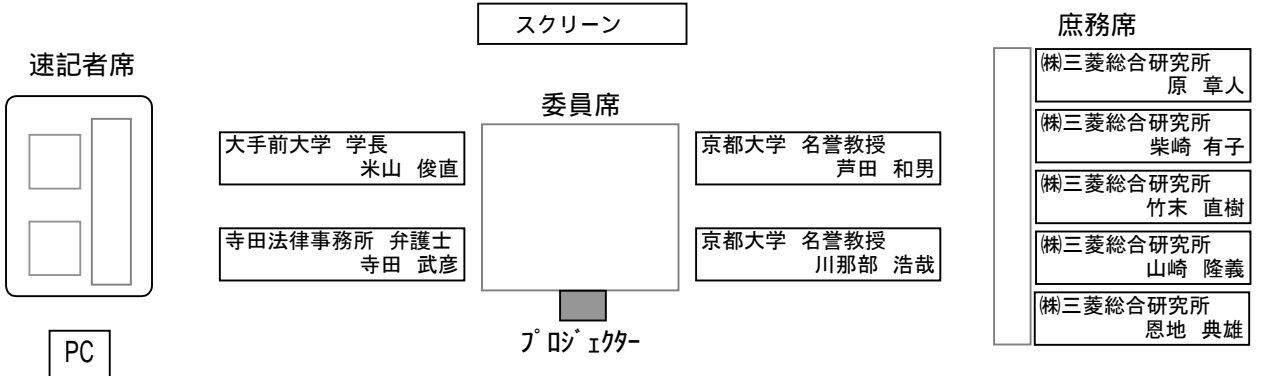 スクリーン
庶務席
速記者席
委員席
㈱三菱総合研究所
原 章人
㈱三菱総合研究所
柴崎 有子
㈱三菱総合研究所
竹末 直樹
㈱三菱総合研究所
山崎 隆義
㈱三菱総合研究所
恩地 典雄
大手前大学 学長
米山 俊直
京都大学 名誉教授
芦田 和男
寺田法律事務所 弁護士
寺田 武彦
京都大学 名誉教授
川那部 浩哉
プロジェクター
PC